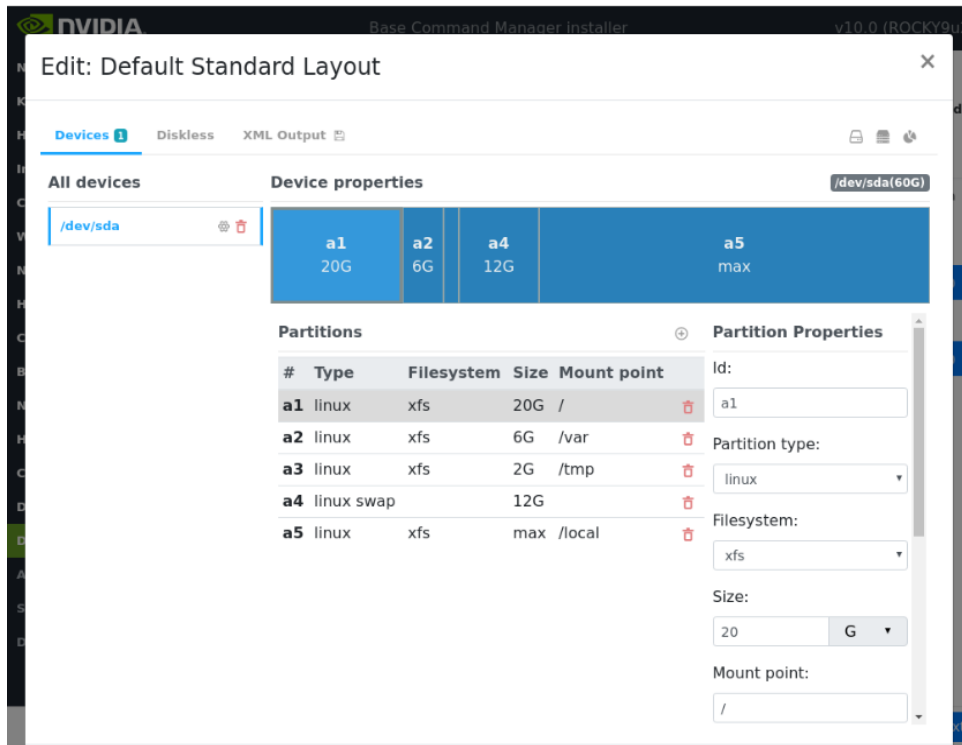 NVIDIA.
Base Command Manager installer
v10.0 (ROCKY9u
Edit: Default Standard Layout
Devices 1
Diskless
XML Output
All devices
Device properties
/dev/sda(60G)
/dev/sda
a1
20G
a2
6G
a4
12G
a5
max
Partitions
# Type Filesystem Size Mount point
a1 linux xfs 20G /
a2 linux xfs 6G /var
a3 linux xfs 2G /tmp
a4 linux swap 12G
a5 linux xfs max /local
Partition Properties
Id:
a1
Partition type:
linux
Filesystem:
xfs
Size:
20 G
Mount point:
/